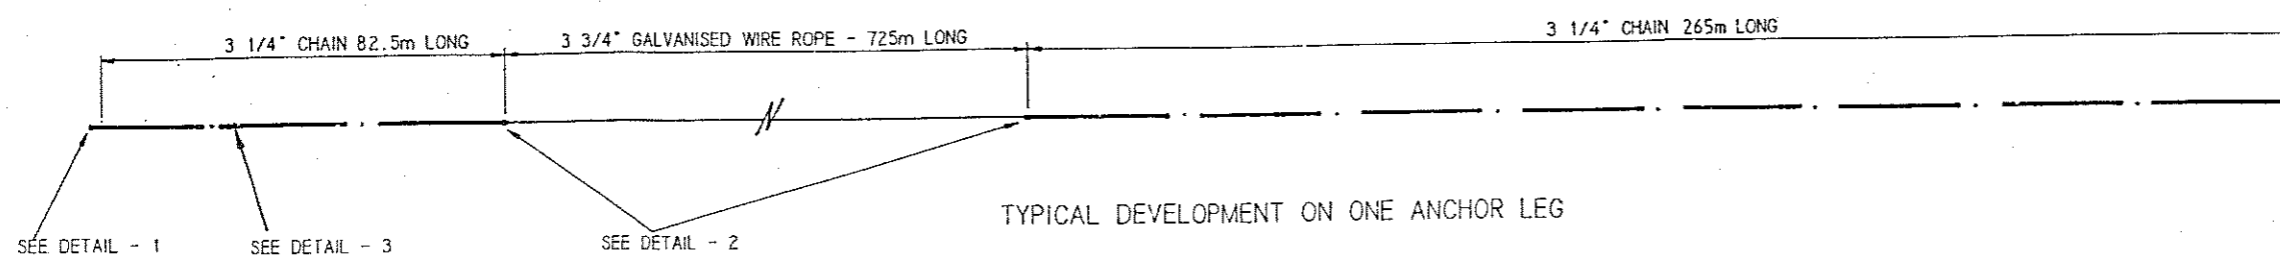 3 1/4" CHAIN 82.5m LONG
3 3/4" GALVANISED WIRE ROPE - 725m LONG
3 1/4" CHAIN 265m LONG
TYPICAL DEVELOPMENT ON ONE ANCHOR LEG
SEE DETAIL - 1
SEE DETAIL - 3
SEE DETAIL - 2